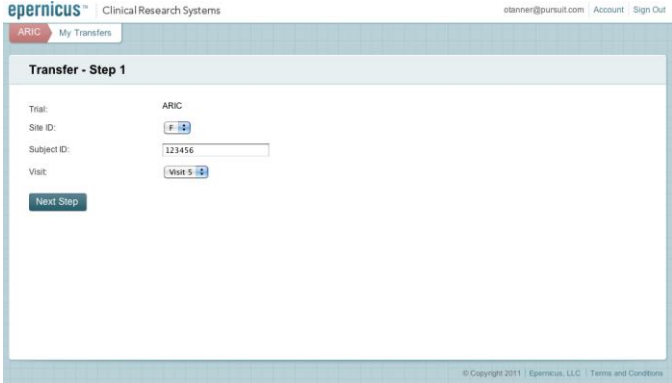 epernicus™ Clinical Research Systems otanner@pursuit.com Account Sign Out
ARIC My Transfers
Transfer - Step 1
Trial: ARIC
Site ID: F
Subject ID: 123456
Visit: Visit 5
Next Step
© Copyright 2011 Epernicus, LLC Terms and Conditions